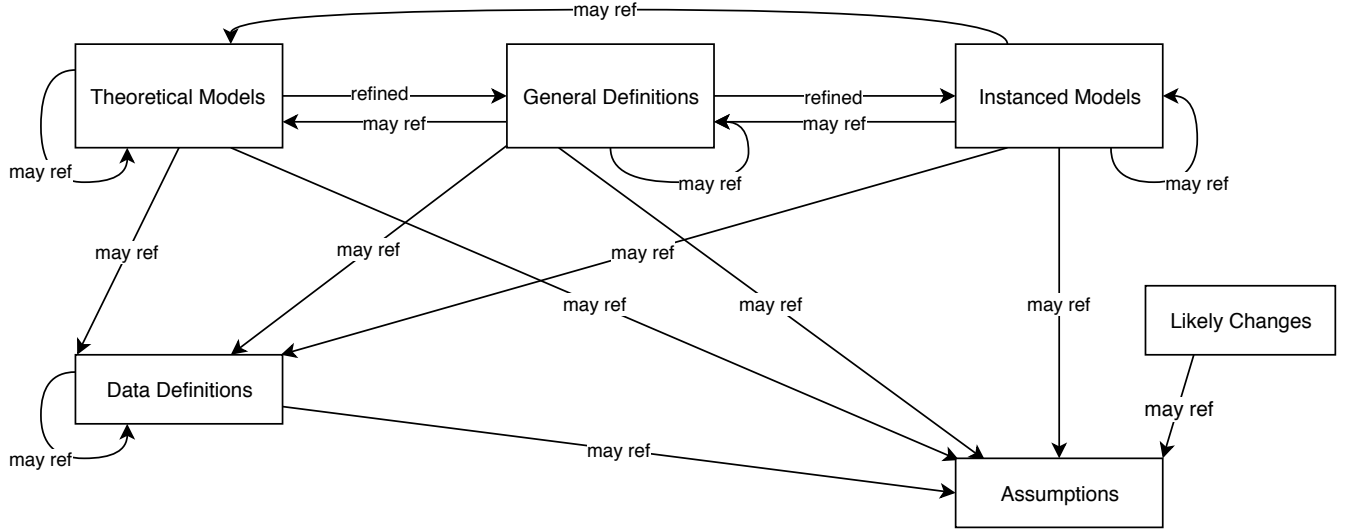 may ref
Theoretical Models
refined
General Definitions
refined
Instanced Models
may ref
may ref
may ref
may ref
may ref
may ref
may ref
may ref
may ref
may ref
may ref
Likely Changes
Data Definitions
may ref
may ref
may ref
Assumptions